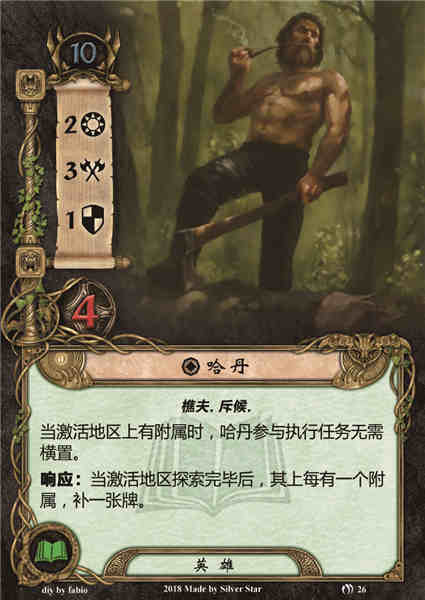 10
2
3
1
4
哈丹
樵夫. 斥候.
当激活地区上有附属时，哈丹参与执行任务无需
横置。
响应：当激活地区探索完毕后，其上每有一个附
属，补一张牌。
英雄
diy by fabio
2018 Made by Silver Star
26